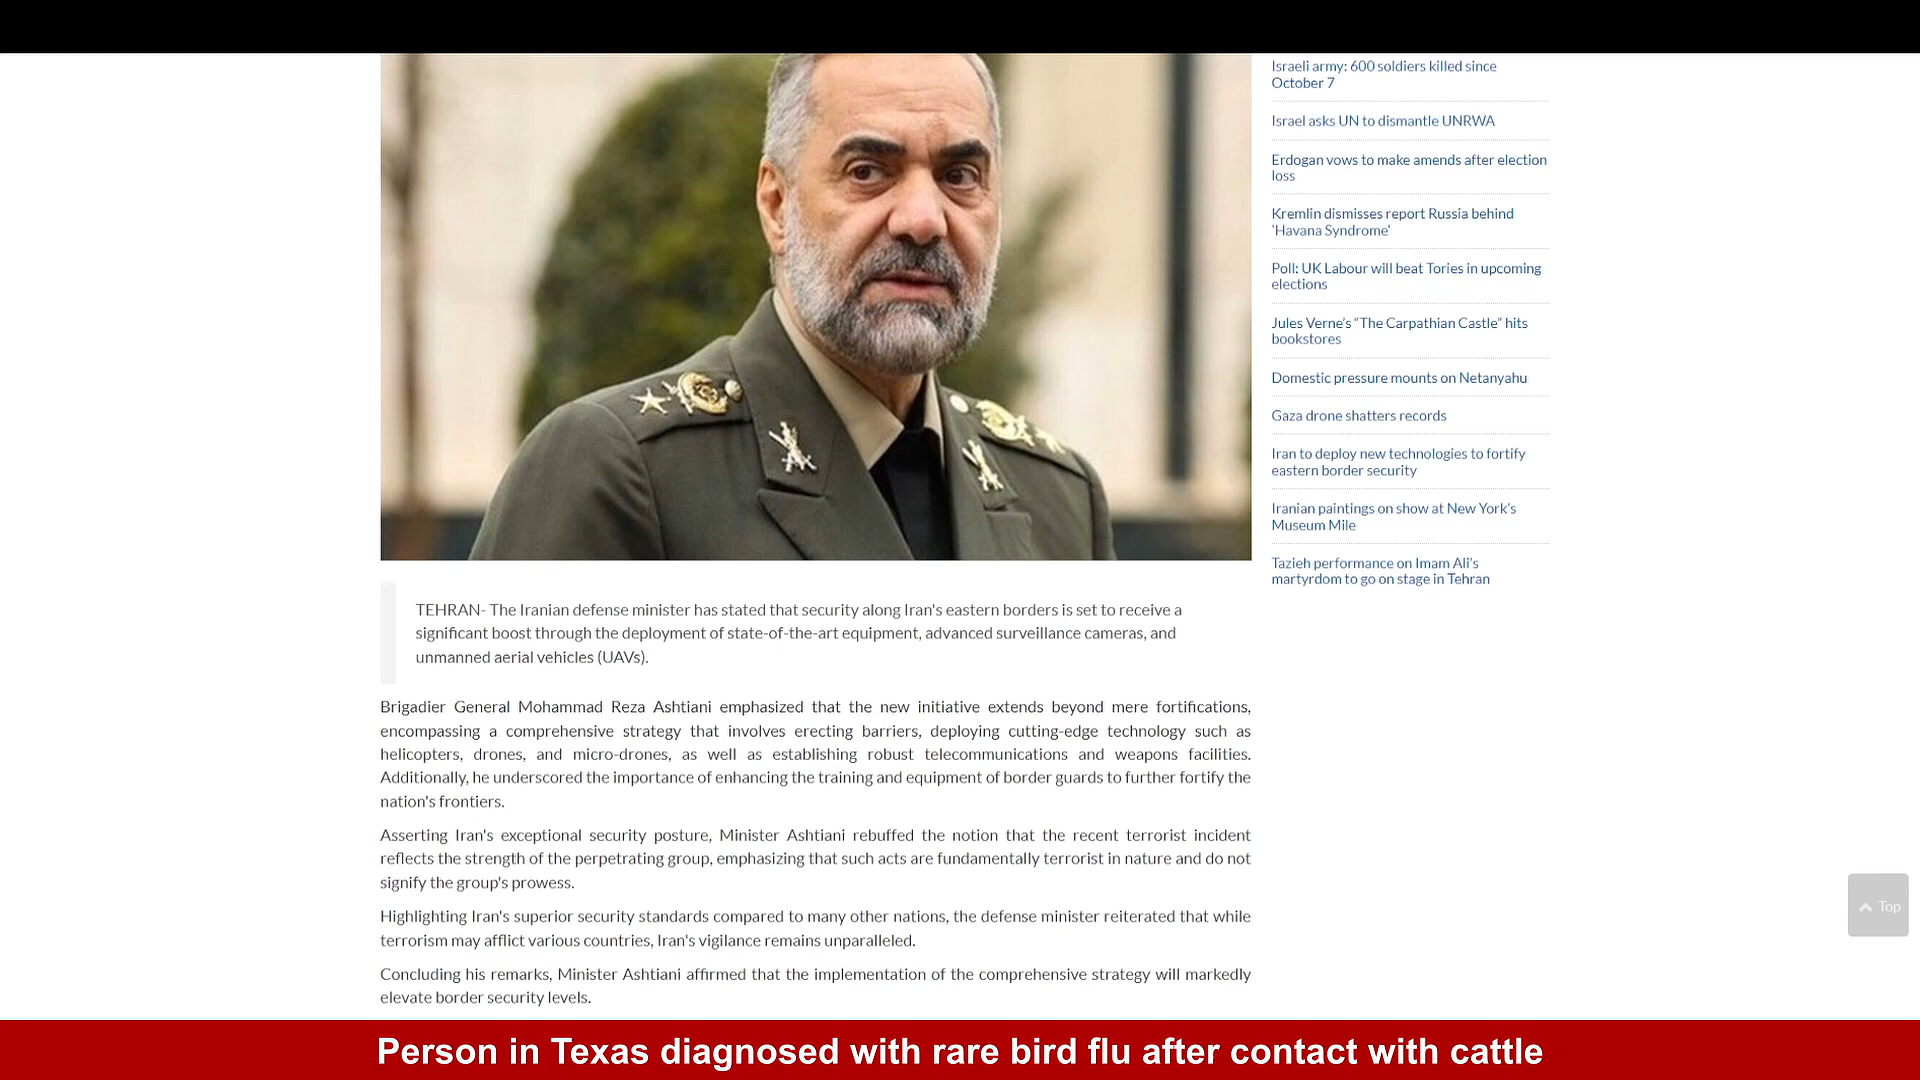 Israeli army: 600 soldiers killed since
October 7
Israel asks UN to dismantle UNRWA
Erdogan vows to make amends after election
loss
Kremlin dismisses report Russia behind
'Havana Syndrome'
Poll: UK Labour will beat Tories in upcoming
elections
Jules Verne's “The Carpathian Castle” hits
bookstores
Domestic pressure mounts on Netanyahu
Gaza drone shatters records
Iran to deploy new technologies to fortify
eastern border security
Iranian paintings on show at New York's
Museum Mile
Tazieh performance on Imam Ali's
martyrdom to go on stage in Tehran
TEHRAN- The Iranian defense minister has stated that security along Iran's eastern borders is set to receive a
significant boost through the deployment of state-of-the-art equipment, advanced surveillance cameras, and
unmanned aerial vehicles (UAVs).
Brigadier General Mohammad Reza Ashtiani emphasized that the new initiative extends beyond mere fortifications,
encompassing a comprehensive strategy that involves erecting barriers, deploying cutting-edge technology such as
helicopters, drones, and micro-drones, as well as establishing robust telecommunications and weapons facilities.
Additionally, he underscored the importance of enhancing the training and equipment of border guards to further fortify the
nation's frontiers.
Asserting Iran's exceptional security posture, Minister Ashtiani rebuffed the notion that the recent terrorist incident
reflects the strength of the perpetrating group, emphasizing that such acts are fundamentally terrorist in nature and do not
signify the group's prowess.
Highlighting Iran's superior security standards compared to many other nations, the defense minister reiterated that while
terrorism may afflict various countries, Iran's vigilance remains unparalleled.
Concluding his remarks, Minister Ashtiani affirmed that the implementation of the comprehensive strategy will markedly
elevate border security levels.
Top
Person in Texas diagnosed with rare bird flu after contact with cattle